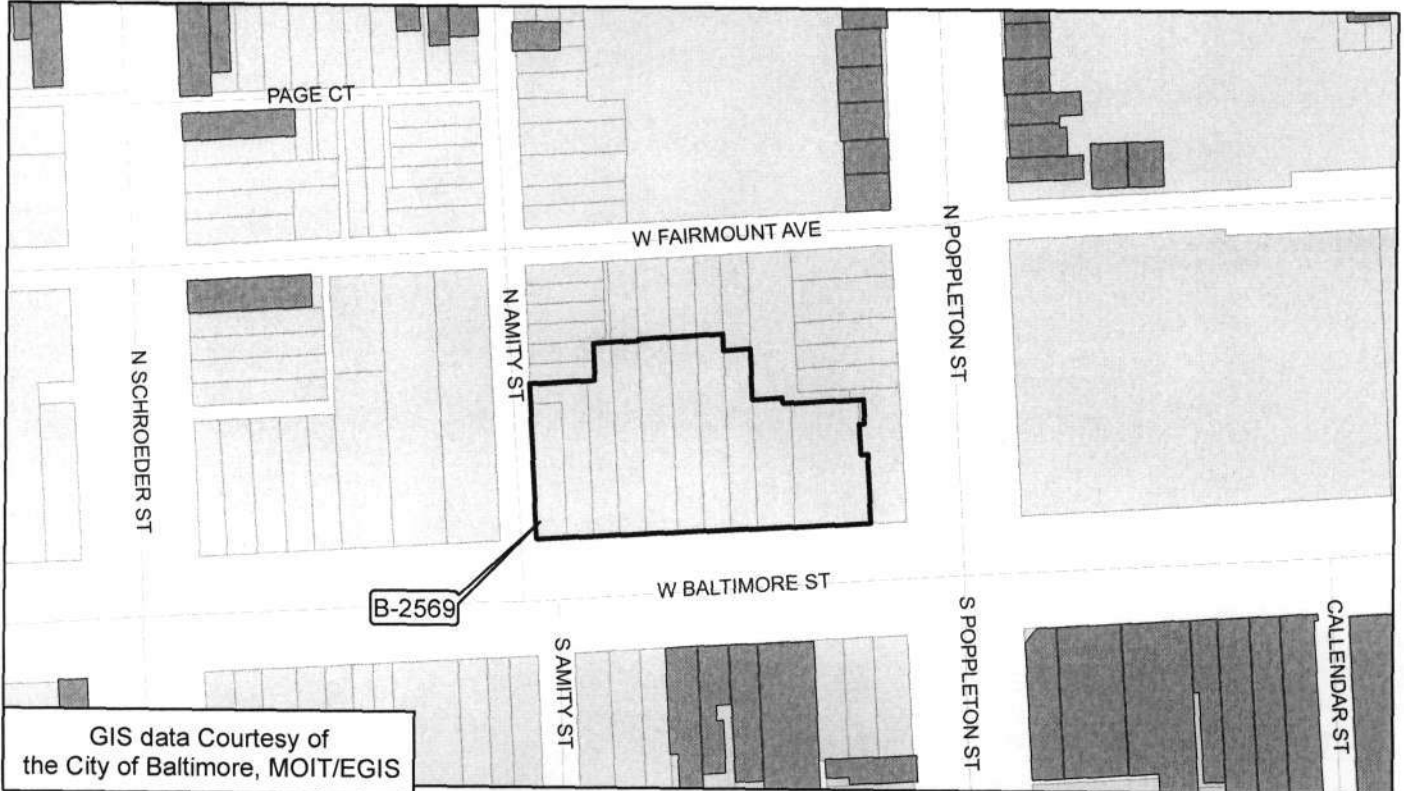 PAGE CT
W FAIRMOUNT AVE
N POPPLETON ST
N AMITY ST
N SCHROEDER ST
B-2569
W BALTIMORE ST
S AMITY ST
S POPPLETON ST
CALLENDAR ST
GIS data Courtesy of
the City of Baltimore, MOIT/EGIS